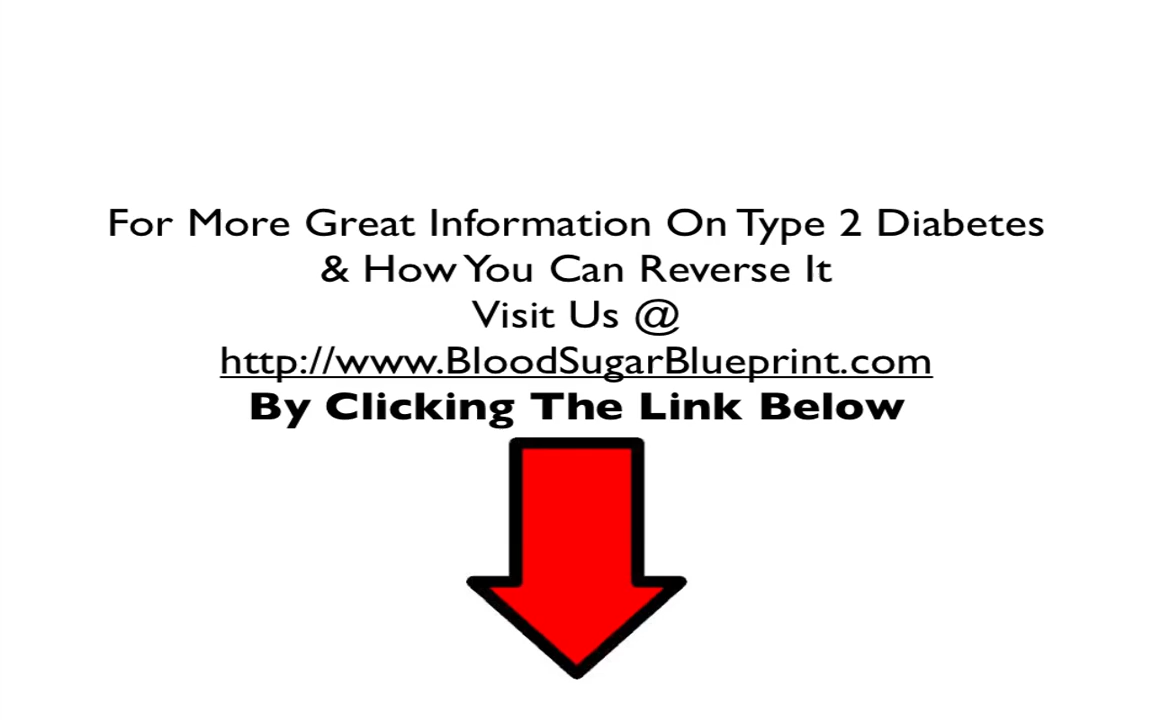 For More Great Information On Type 2 Diabetes
& How You Can Reverse It
Visit Us @
http://www.BloodSugarBlueprint.com
By Clicking The Link Below